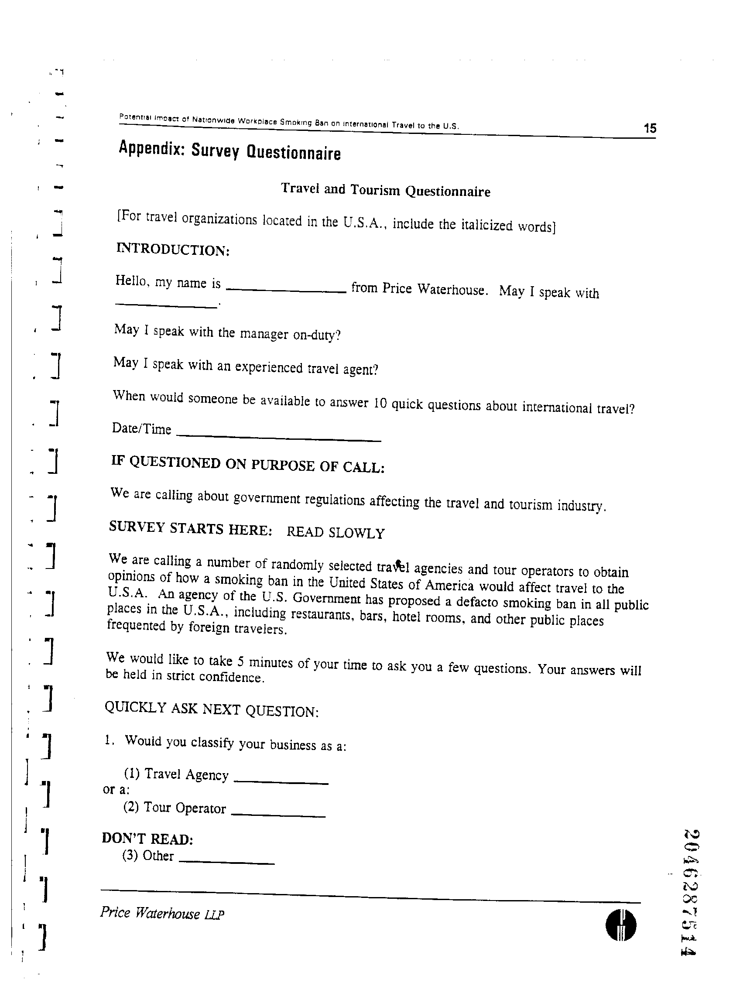 Potential Impact of Nationwide Workplace Smoking Ban on International Travel to the U.S. 15
Appendix: Survey Questionnaire
Travel and Tourism Questionnaire
[For travel organizations located in the U.S.A., include the italicized words]
INTRODUCTION:
Hello, my name is ________________ from Price Waterhouse. May I speak with
______________.
May I speak with the manager on-duty?
May I speak with an experienced travel agent?
When would someone be available to answer 10 quick questions about international travel?
Date/Time ____________________________
IF QUESTIONED ON PURPOSE OF CALL:
We are calling about government regulations affecting the travel and tourism industry.
SURVEY STARTS HERE: READ SLOWLY
We are calling a number of randomly selected travel agencies and tour operators to obtain
opinions of how a smoking ban in the United States of America would affect travel to the
U.S.A. An agency of the U.S. Government has proposed a defacto smoking ban in all public
places in the U.S.A., including restaurants, bars, hotel rooms, and other public places
frequented by foreign travelers.
We would like to take 5 minutes of your time to ask you a few questions. Your answers will
be held in strict confidence.
QUICKLY ASK NEXT QUESTION:
1. Would you classify your business as a:
(1) Travel Agency _____________
or a:
(2) Tour Operator _____________
DON'T READ:
(3) Other _____________
Price Waterhouse LLP
2046287514